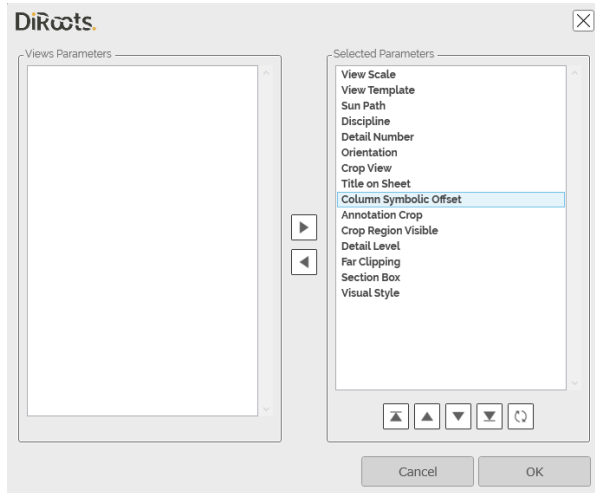 DiRoots.
Views Parameters
Selected Parameters
View Scale
View Template
Sun Path
Discipline
Detail Number
Orientation
Crop View
Title on Sheet
Column Symbolic Offset
Annotation Crop
Crop Region Visible
Detail Level
Far Clipping
Section Box
Visual Style
Cancel
OK